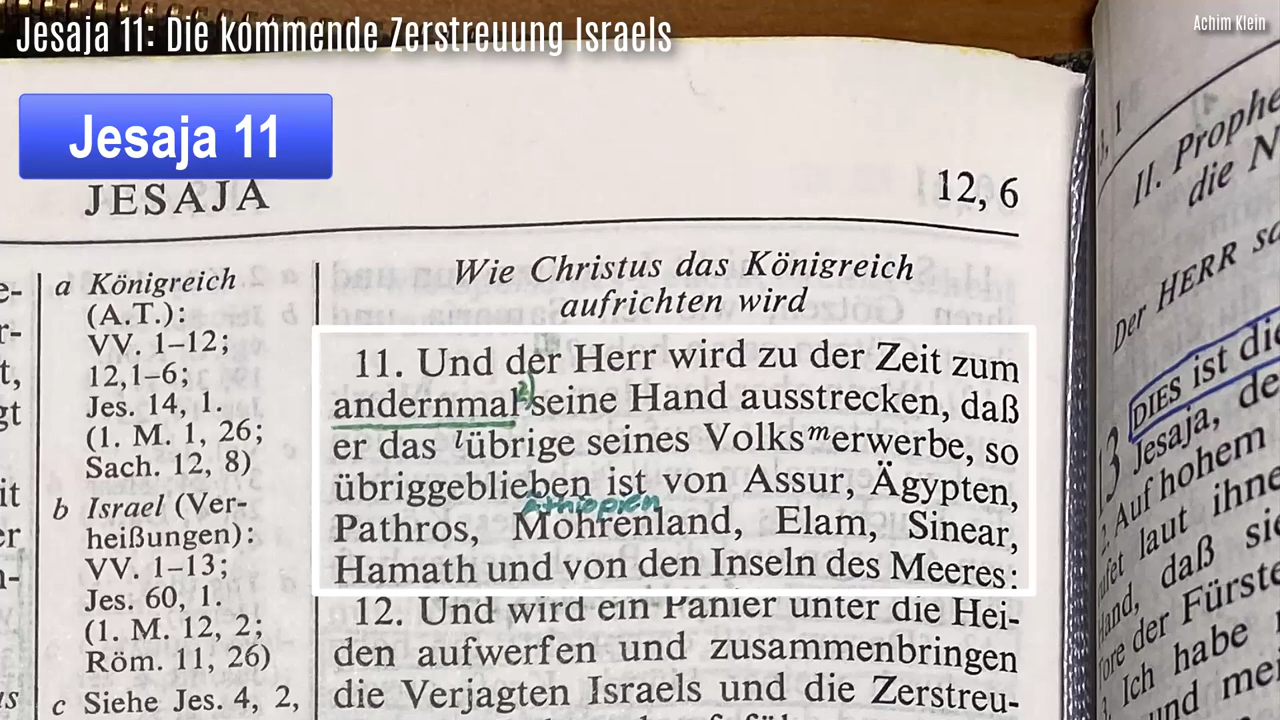 Jesaja 11: Die kommende Zerstreuung Israels
Achim Klein
Jesaja 11
JESAJA
12, 6
a Königreich
(A.T.):
VV. 1–12;
12,1–6;
Jes. 14, 1.
(1. M. 1, 26;
Sach. 12, 8)
b Israel (Ver-
heißungen):
VV. 1–13;
Jes. 60, 1.
(1. M. 12, 2;
Röm. 11, 26)
c Siehe Jes. 4, 2,
Wie Christus das Königreich
aufrichten wird
11. Und der Herr wird zu der Zeit zum
andernmal 2) seine Hand ausstrecken, daß
er das l übrige seines Volks m erwerbe, so
übriggeblieben ist von Assur, Ägypten,
Äthiopien
Pathros, Mohrenland, Elam, Sinear,
Hamath und von den Inseln des Meeres:
12. Und wird ein Panier unter die Hei-
den aufwerfen und zusammenbringen
die Verjagten Israels und die Zerstreu-
II. Prophe
die N
Der HERR
DIES ist die
13 Jesaja, de
2. Auf hohem
laut ihne
Hand, daß sie
der Fürste
3. Ich habe
und mei